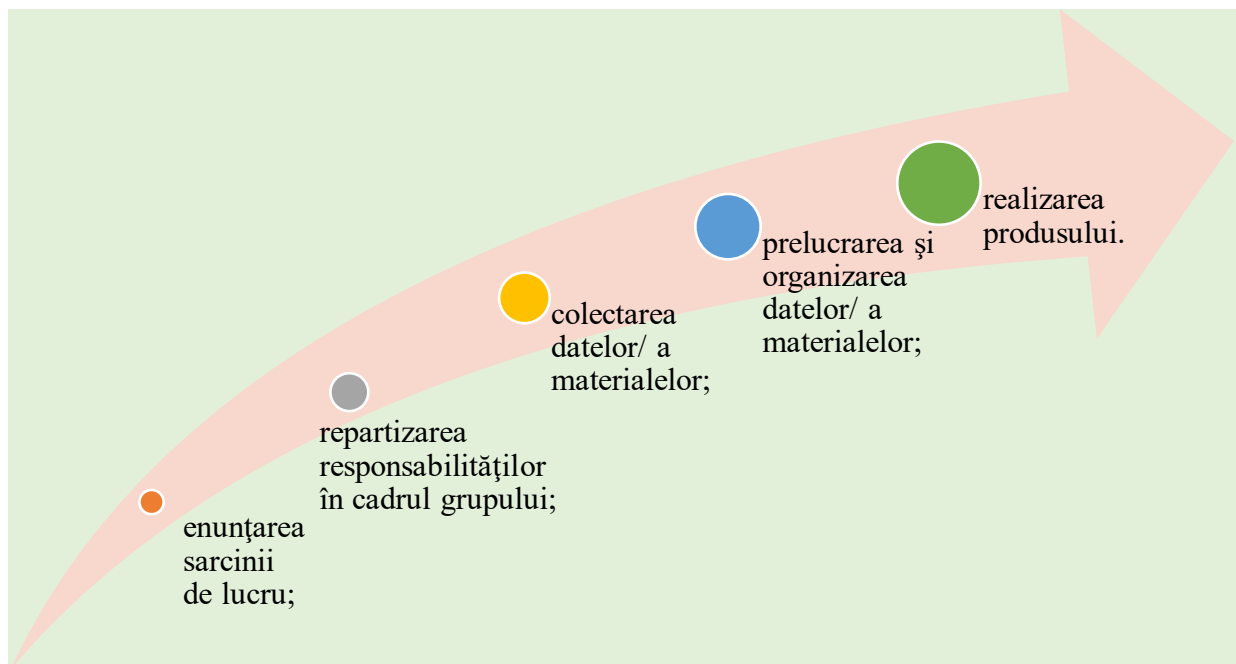 enunţarea
sarcinii
de lucru;
repartizarea
responsabilităţilor
în cadrul grupului;
colectarea
datelor/ a
materialelor;
prelucrarea şi
organizarea
datelor/ a
materialelor;
realizarea
produsului.